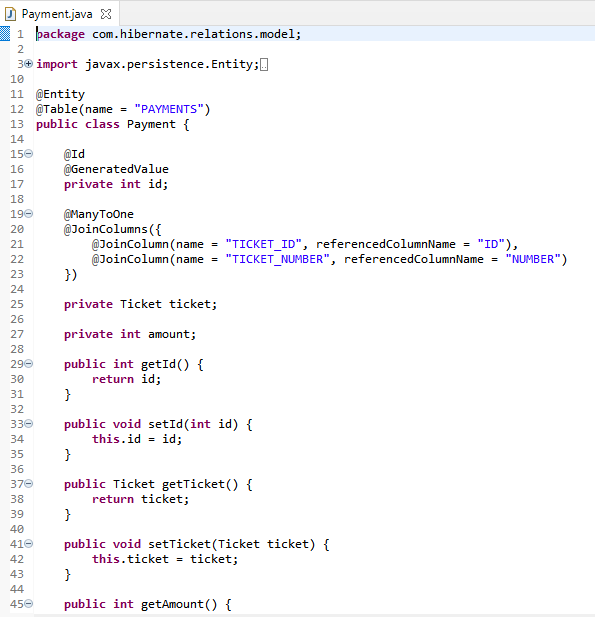 Payment.java
1 package com.hibernate.relations.model;
2
3 import javax.persistence.Entity;
10
11 @Entity
12 @Table(name = "PAYMENTS")
13 public class Payment {
14
15 @Id
16 @GeneratedValue
17 private int id;
18
19 @ManyToOne
20 @JoinColumns({
21 @JoinColumn(name = "TICKET_ID", referencedColumnName = "ID"),
22 @JoinColumn(name = "TICKET_NUMBER", referencedColumnName = "NUMBER")
23 })
24
25 private Ticket ticket;
26
27 private int amount;
28
29 public int getId() {
30 return id;
31 }
32
33 public void setId(int id) {
34 this.id = id;
35 }
36
37 public Ticket getTicket() {
38 return ticket;
39 }
40
41 public void setTicket(Ticket ticket) {
42 this.ticket = ticket;
43 }
44
45 public int getAmount() {